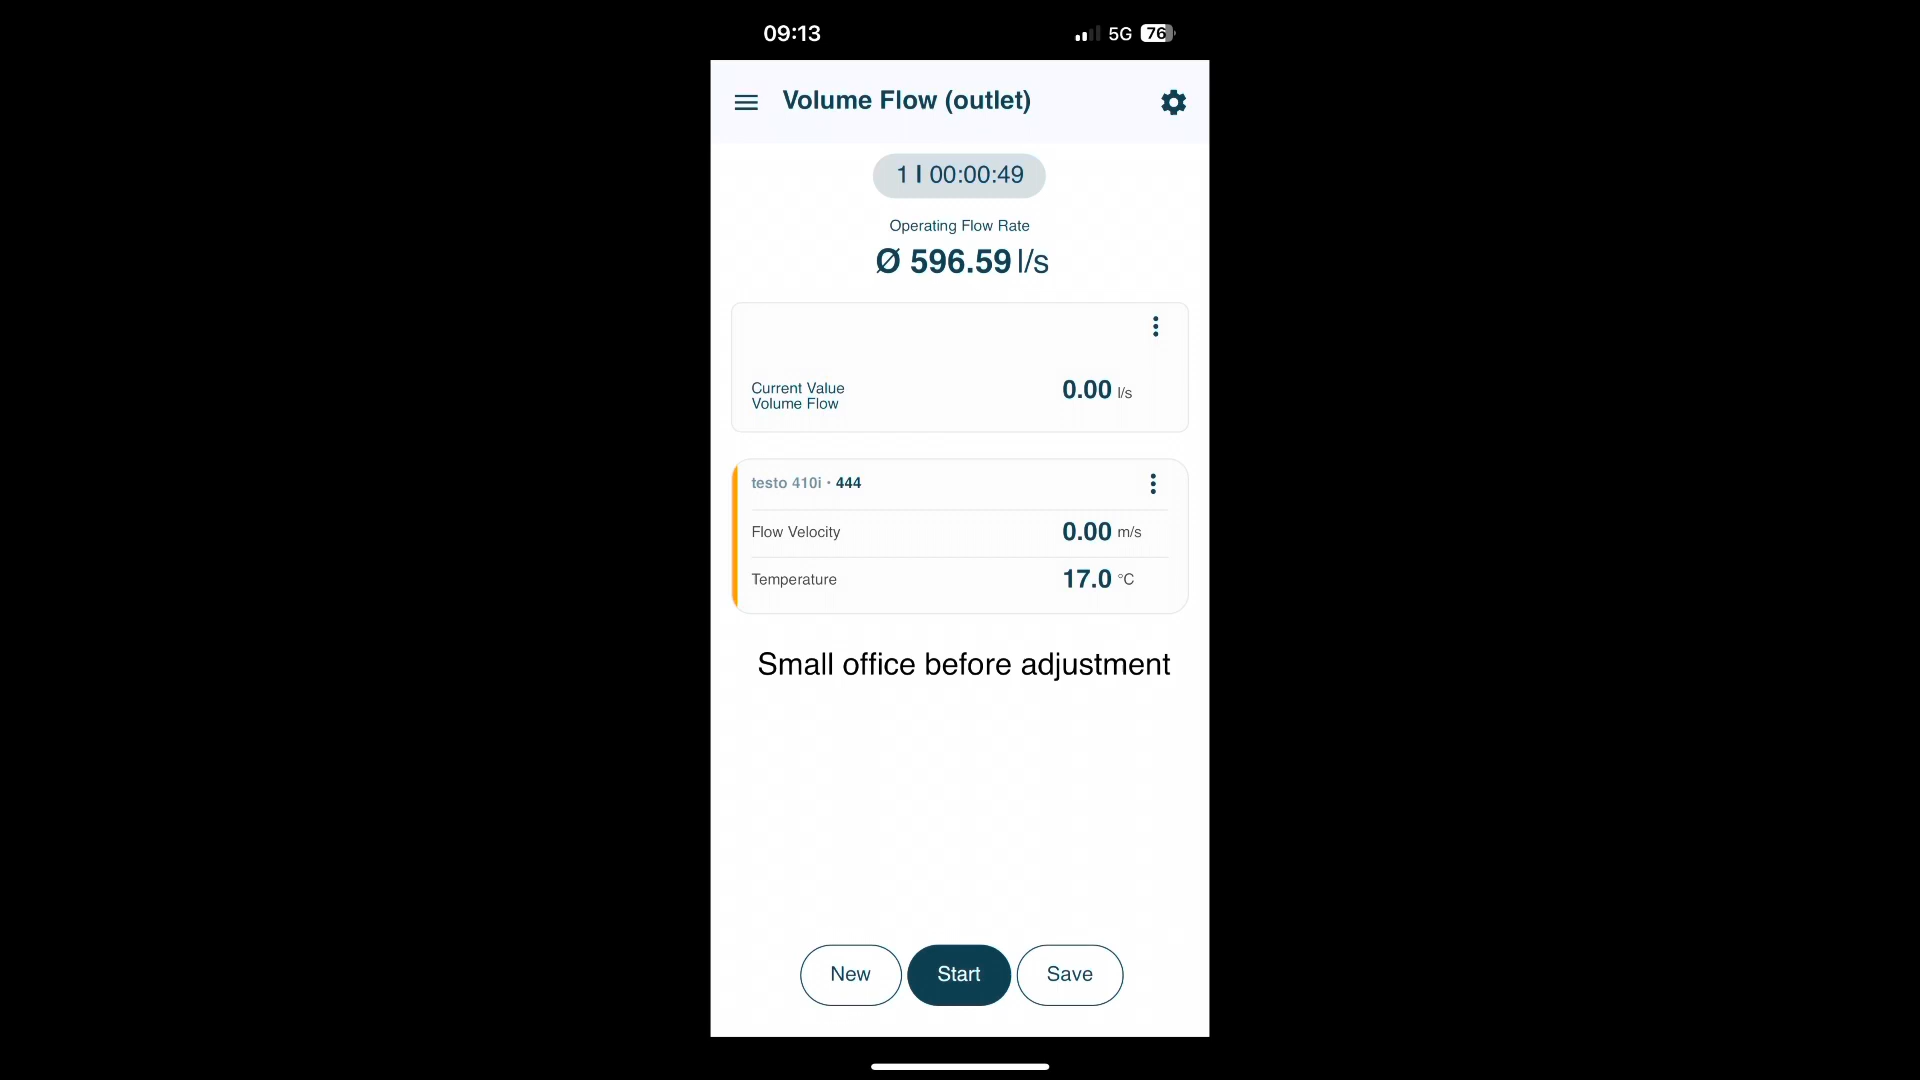 09:13
5G 76
Volume Flow (outlet)
1 I 00:00:49
Operating Flow Rate
Ø 596.59 l/s
Current Value
Volume Flow
0.00 l/s
testo 410i • 444
Flow Velocity 0.00 m/s
Temperature 17.0 °C
Small office before adjustment
New Start Save